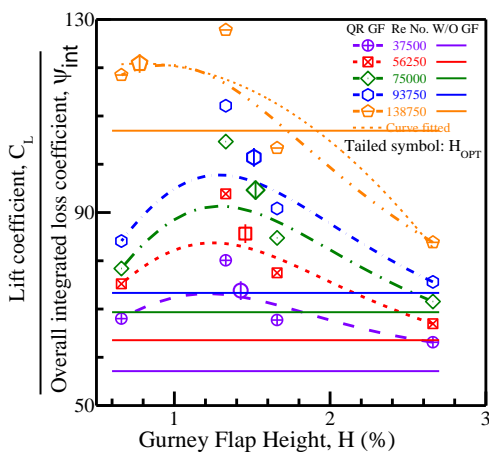 Lift coefficient, C_L
Overall integrated loss coefficient, Ψ_int
130
90
50
QR GF Re No. W/O GF
37500
56250
75000
93750
138750
Curve fitted
Tailed symbol: H_OPT
1
2
3
Gurney Flap Height, H (%)